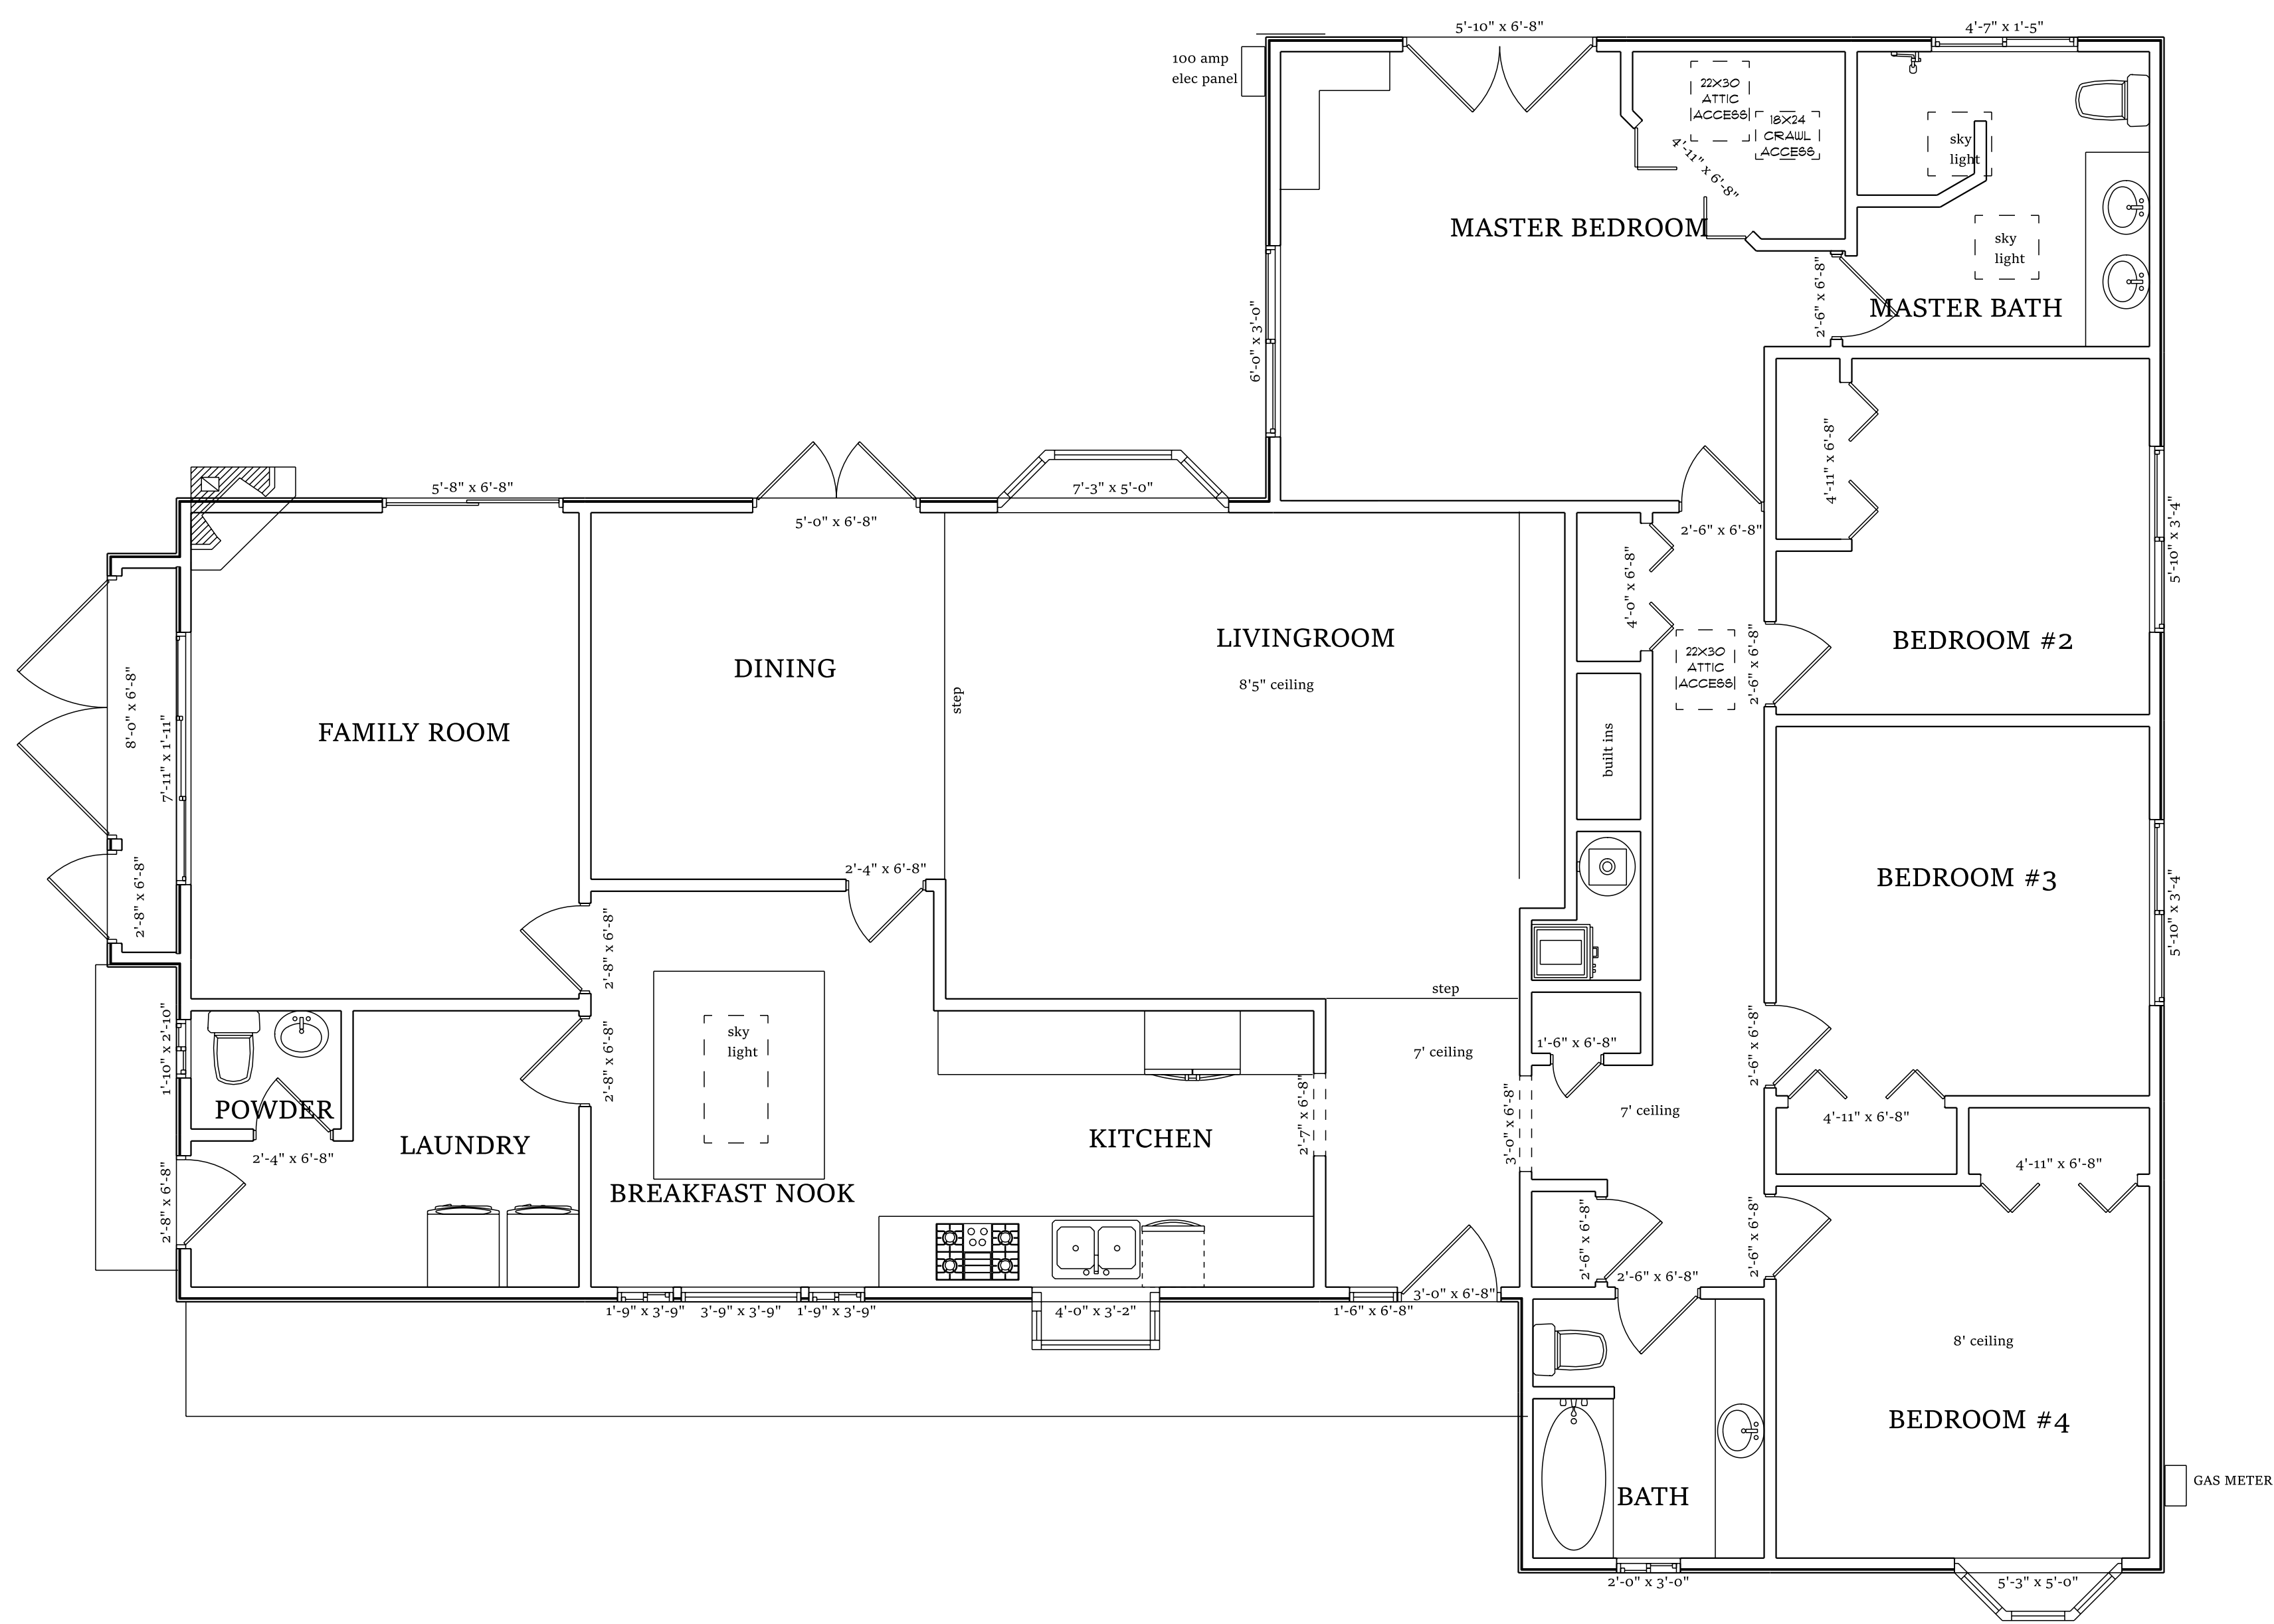 5'-10" x 6'-8"
4'-7" x 1'-5"
100 amp
elec panel
22X30
ATTIC
ACCESS
18X24
CRAWL
ACCESS
sky
light
4'-11" x 6'-8"
MASTER BEDROOM
sky
light
2'-6" x 6'-8"
MASTER BATH
6'-0" x 3'-0"
4'-11" x 6'-8"
5'-8" x 6'-8"
7'-3" x 5'-0"
5'-0" x 6'-8"
2'-6" x 6'-8"
5'-10" x 3'-4"
4'-0" x 6'-8"
LIVINGROOM
8'5" ceiling
BEDROOM #2
22X30
ATTIC
ACCESS
2'-6" x 6'-8"
DINING
step
8'-0" x 6'-8"
7'-11" x 1'-11"
FAMILY ROOM
built ins
2'-4" x 6'-8"
BEDROOM #3
2'-8" x 6'-8"
2'-8" x 6'-8"
5'-10" x 3'-4"
step
1'-10" x 2'-10"
2'-8" x 6'-8"
sky
light
7' ceiling
1'-6" x 6'-8"
2'-6" x 6'-8"
POWDER
2'-7" x 6'-8"
3'-0" x 6'-8"
7' ceiling
4'-11" x 6'-8"
LAUNDRY
KITCHEN
2'-4" x 6'-8"
4'-11" x 6'-8"
2'-8" x 6'-8"
BREAKFAST NOOK
2'-6" x 6'-8"
2'-6" x 6'-8"
2'-6" x 6'-8"
1'-9" x 3'-9"
3'-9" x 3'-9"
1'-9" x 3'-9"
4'-0" x 3'-2"
1'-6" x 6'-8"
3'-0" x 6'-8"
8' ceiling
BEDROOM #4
GAS METER
BATH
2'-0" x 3'-0"
5'-3" x 5'-0"